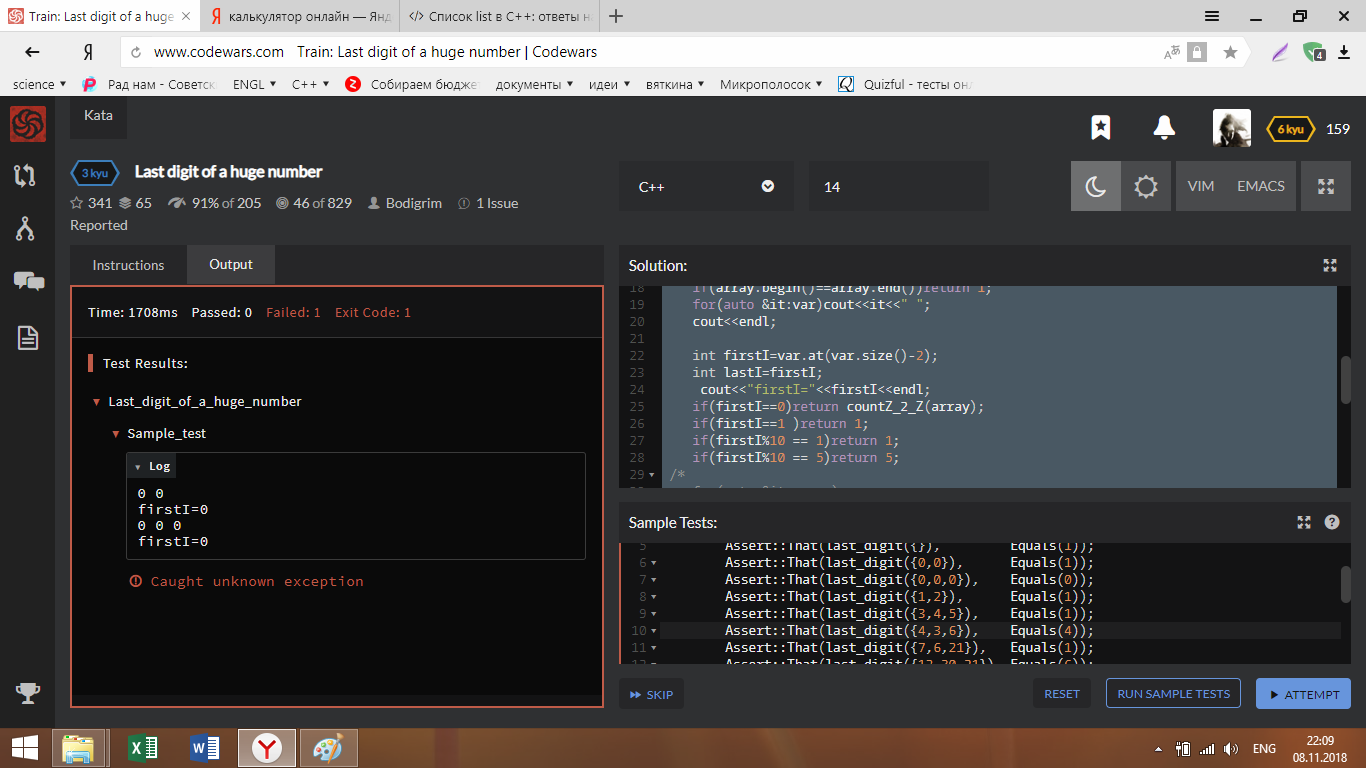 Train: Last digit of a huge
калькулятор онлайн — Янд
Список list в C++: ответы н
www.codewars.com Train: Last digit of a huge number | Codewars
4
science Рад нам - Советск ENGL C++ Собираем бюдже документы идеи вяткина Микрополосок Quizful - тесты он
Kata
6 kyu 159
3 kyu Last digit of a huge number
341 65 91% of 205 46 of 829 Bodigrim 1 Issue
Reported
C++
14
VIM EMACS
Instructions Output
Time: 1708ms Passed: 0 Failed: 1 Exit Code: 1
Test Results:
Last_digit_of_a_huge_number
Sample_test
Log
0 0
firstI=0
0 0 0
firstI=0
Caught unknown exception
Solution:
18 if(array.begin()==array.end())return 1;
19 for(auto &it:var)cout<<it<<" ";
20 cout<<endl;
21
22 int firstI=var.at(var.size()-2);
23 int lastI=firstI;
24 cout<<"firstI="<<firstI<<endl;
25 if(firstI==0)return countZ_2_Z(array);
26 if(firstI==1 )return 1;
27 if(firstI%10 == 1)return 1;
28 if(firstI%10 == 5)return 5;
29 /*
Sample Tests:
5 Assert::That(last_digit({}), Equals(1));
6 Assert::That(last_digit({0,0}), Equals(1));
7 Assert::That(last_digit({0,0,0}), Equals(0));
8 Assert::That(last_digit({1,2}), Equals(1));
9 Assert::That(last_digit({3,4,5}), Equals(1));
10 Assert::That(last_digit({4,3,6}), Equals(4));
11 Assert::That(last_digit({7,6,21}), Equals(1));
12 Assert::That(last_digit({12,30,21}), Equals(6));
SKIP
RESET RUN SAMPLE TESTS ATTEMPT
ENG
22:09
08.11.2018